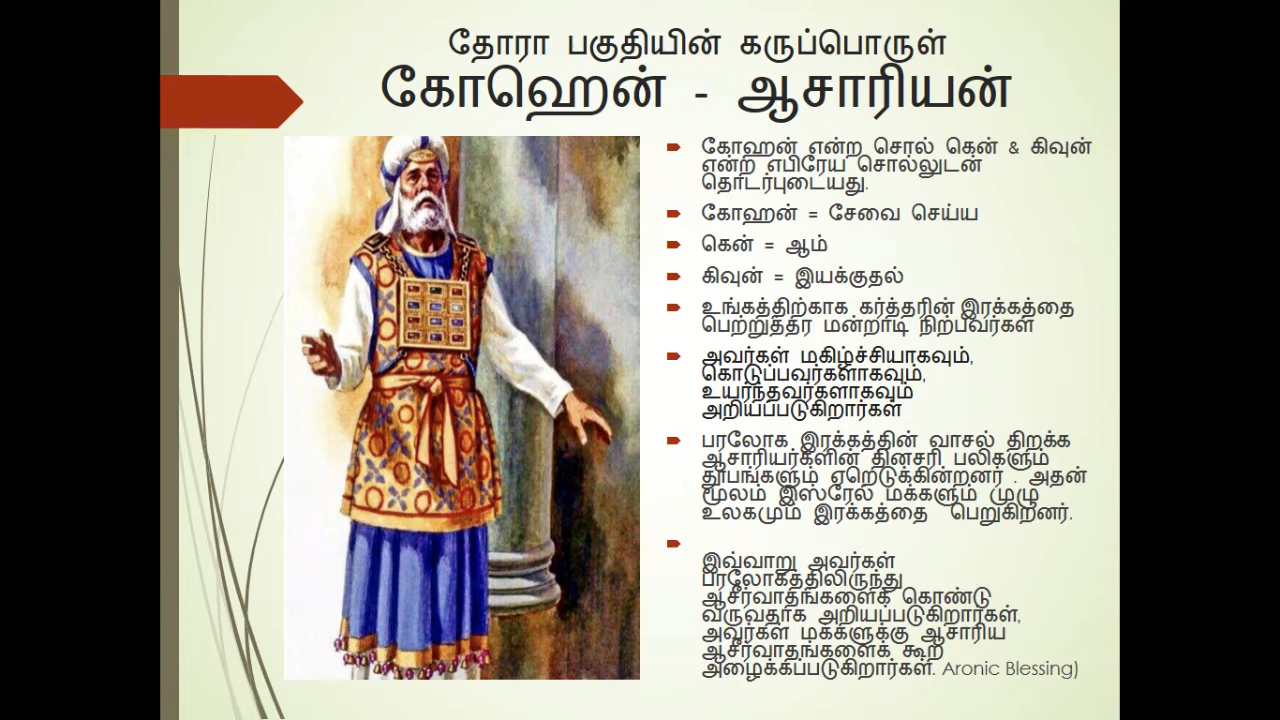 தோரா பகுதியின் கருப்பொருள்
கோஹென் - ஆசாரியன்
கோஹன் என்ற சொல் கென் & கிவுன்
என்ற எபிரேய சொல்லுடன்
தொடர்புடையது.
கோஹன் = சேவை செய்ய
கென் = ஆம்
கிவுன் = இயக்குதல்
உங்கத்திற்காக கர்த்தரின் இரக்கத்தை
பெற்றுத்தர மன்றாடி நிற்பவர்கள்
அவர்கள் மகிழ்ச்சியாகவும்,
கொடுப்பவர்களாகவும்,
உயர்ந்தவர்களாகவும்
அறியப்படுகிறார்கள்
பரலோக இரக்கத்தின் வாசல் திறக்க
ஆசாரியர்களின் தினசரி பலிகளும்
தூபங்களும் ஏறெடுக்கின்றனர் . அதன்
மூலம் இஸ்ரேல் மக்களும் முழு
உலகமும் இரக்கத்தை பெறுகிறனர்.
இவ்வாறு அவர்கள்
பரலோகத்திலிருந்து
ஆசீர்வாதங்களைக் கொண்டு
வருவதாக அறியப்படுகிறார்கள்,
அவர்கள் மக்களுக்கு ஆசாரிய
ஆசீர்வாதங்களைக் கூற
அழைக்கப்படுகிறார்கள். Aronic Blessing)